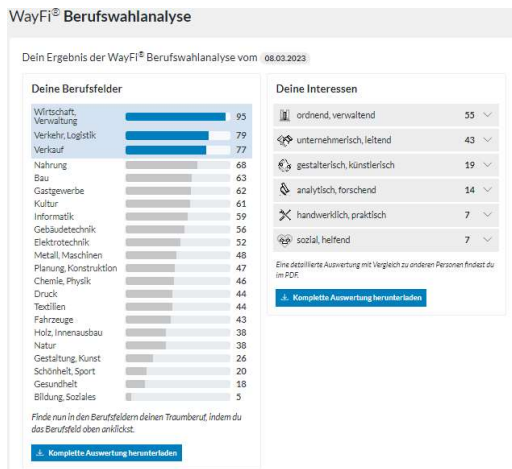 WayFi® Berufswahlanalyse
Dein Ergebnis der WayFi® Berufswahlanalyse vom 08.03.2023
Deine Berufsfelder
Wirtschaft,
Verwaltung 95
Verkehr, Logistik 79
Verkauf 77
Nahrung 68
Bau 63
Gastgewerbe 62
Kultur 61
Informatik 59
Gebäudetechnik 56
Elektrotechnik 52
Metall, Maschinen 48
Planung, Konstruktion 47
Chemie, Physik 46
Druck 44
Textilien 44
Fahrzeuge 43
Holz, Innenausbau 38
Natur 38
Gestaltung, Kunst 26
Schönheit, Sport 20
Gesundheit 18
Bildung, Soziales 5
Finde nun in den Berufsfeldern deinen Traumberuf, indem du
das Berufsfeld oben anklickst.
Komplette Auswertung herunterladen
Deine Interessen
ordnend, verwaltend 55
unternehmerisch, leitend 43
gestalterisch, künstlerisch 19
analytisch, forschend 14
handwerklich, praktisch 7
sozial, helfend 7
Eine detaillierte Auswertung mit Vergleich zu anderen Personen findest du
im PDF.
Komplette Auswertung herunterladen